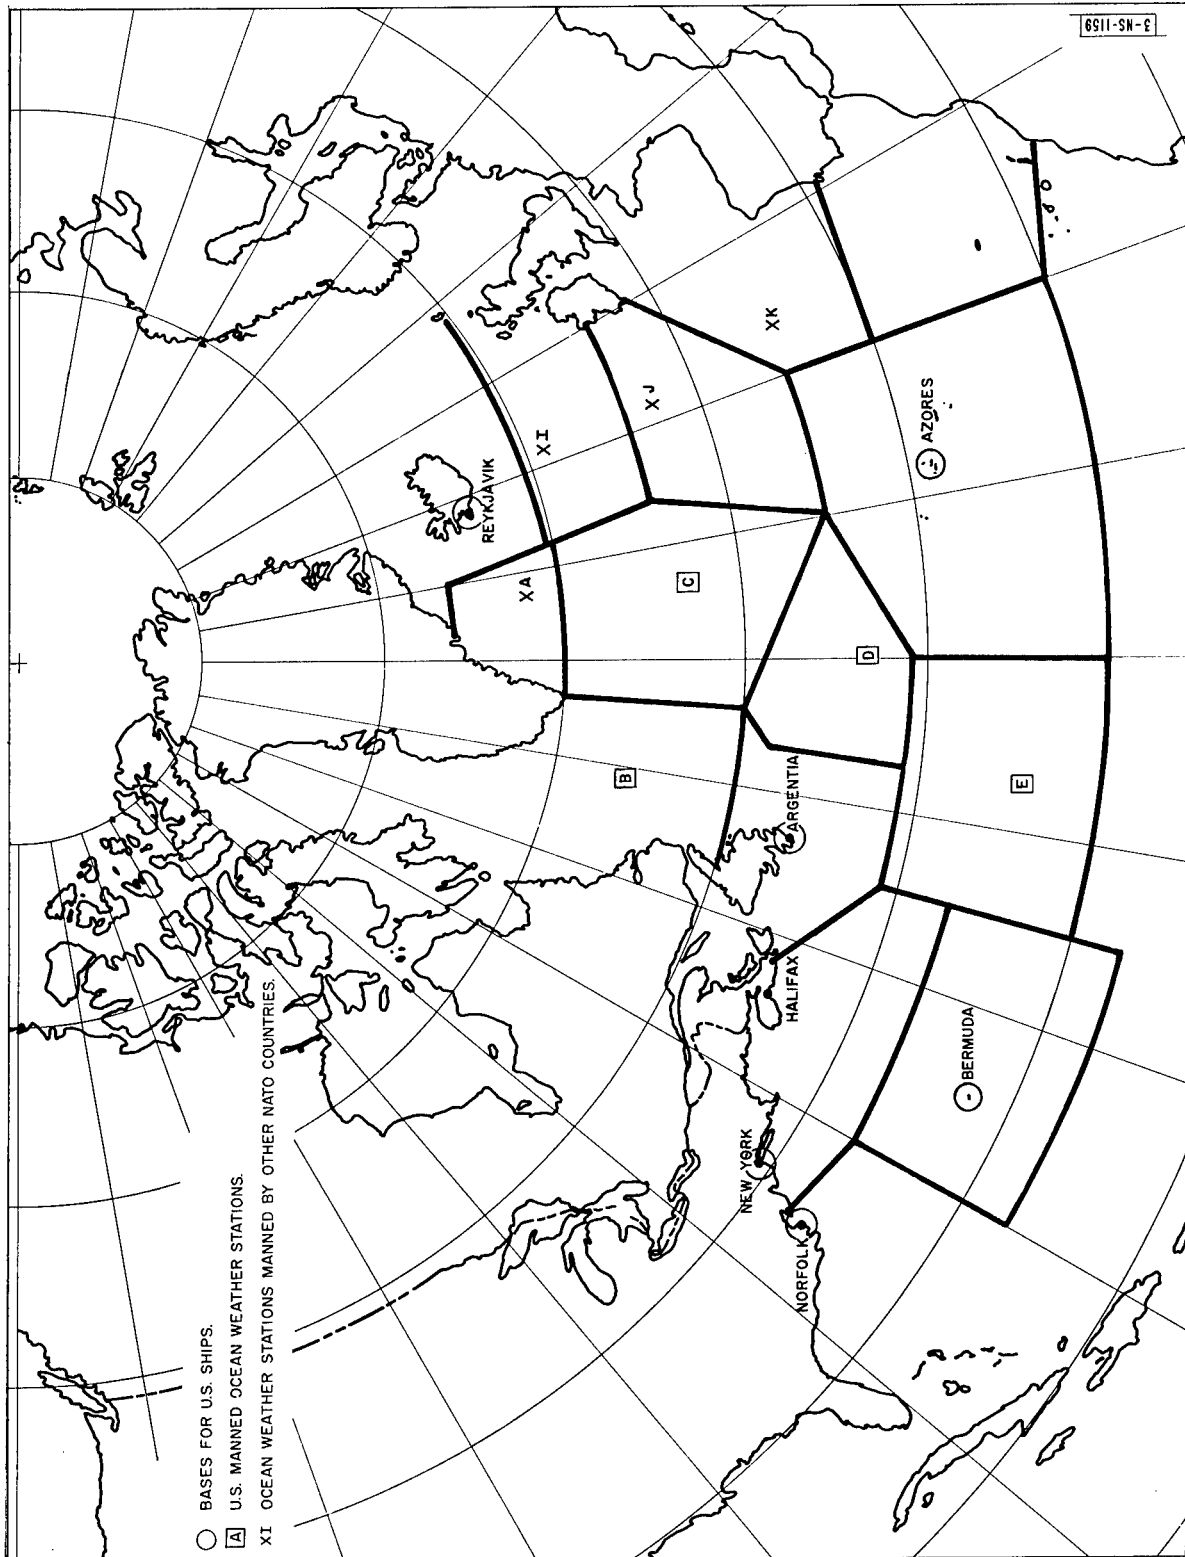 BASES FOR U.S. SHIPS.
A U.S. MANNED OCEAN WEATHER STATIONS.
XI OCEAN WEATHER STATIONS MANNED BY OTHER NATO COUNTRIES.
REYKJAVIK
XA
XI
XJ
XK
B
C
D
E
AZORES
ARGENTIA
HALIFAX
BERMUDA
NEW YORK
NORFOLK
3-NS-1159